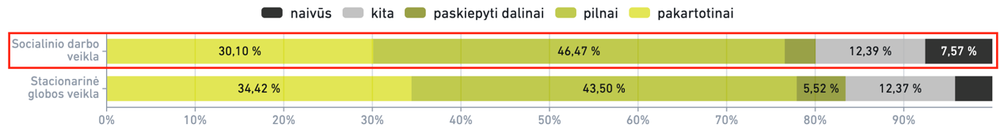 naivūs kita paskiepyti dalinai pilnai pakartotinai
Socialinio darbo
veikla
30,10 % 46,47 % 12,39 % 7,57 %
Stacionarinė
globos veikla
34,42 % 43,50 % 5,52 % 12,37 %
0% 10% 20% 30% 40% 50% 60% 70% 80% 90%